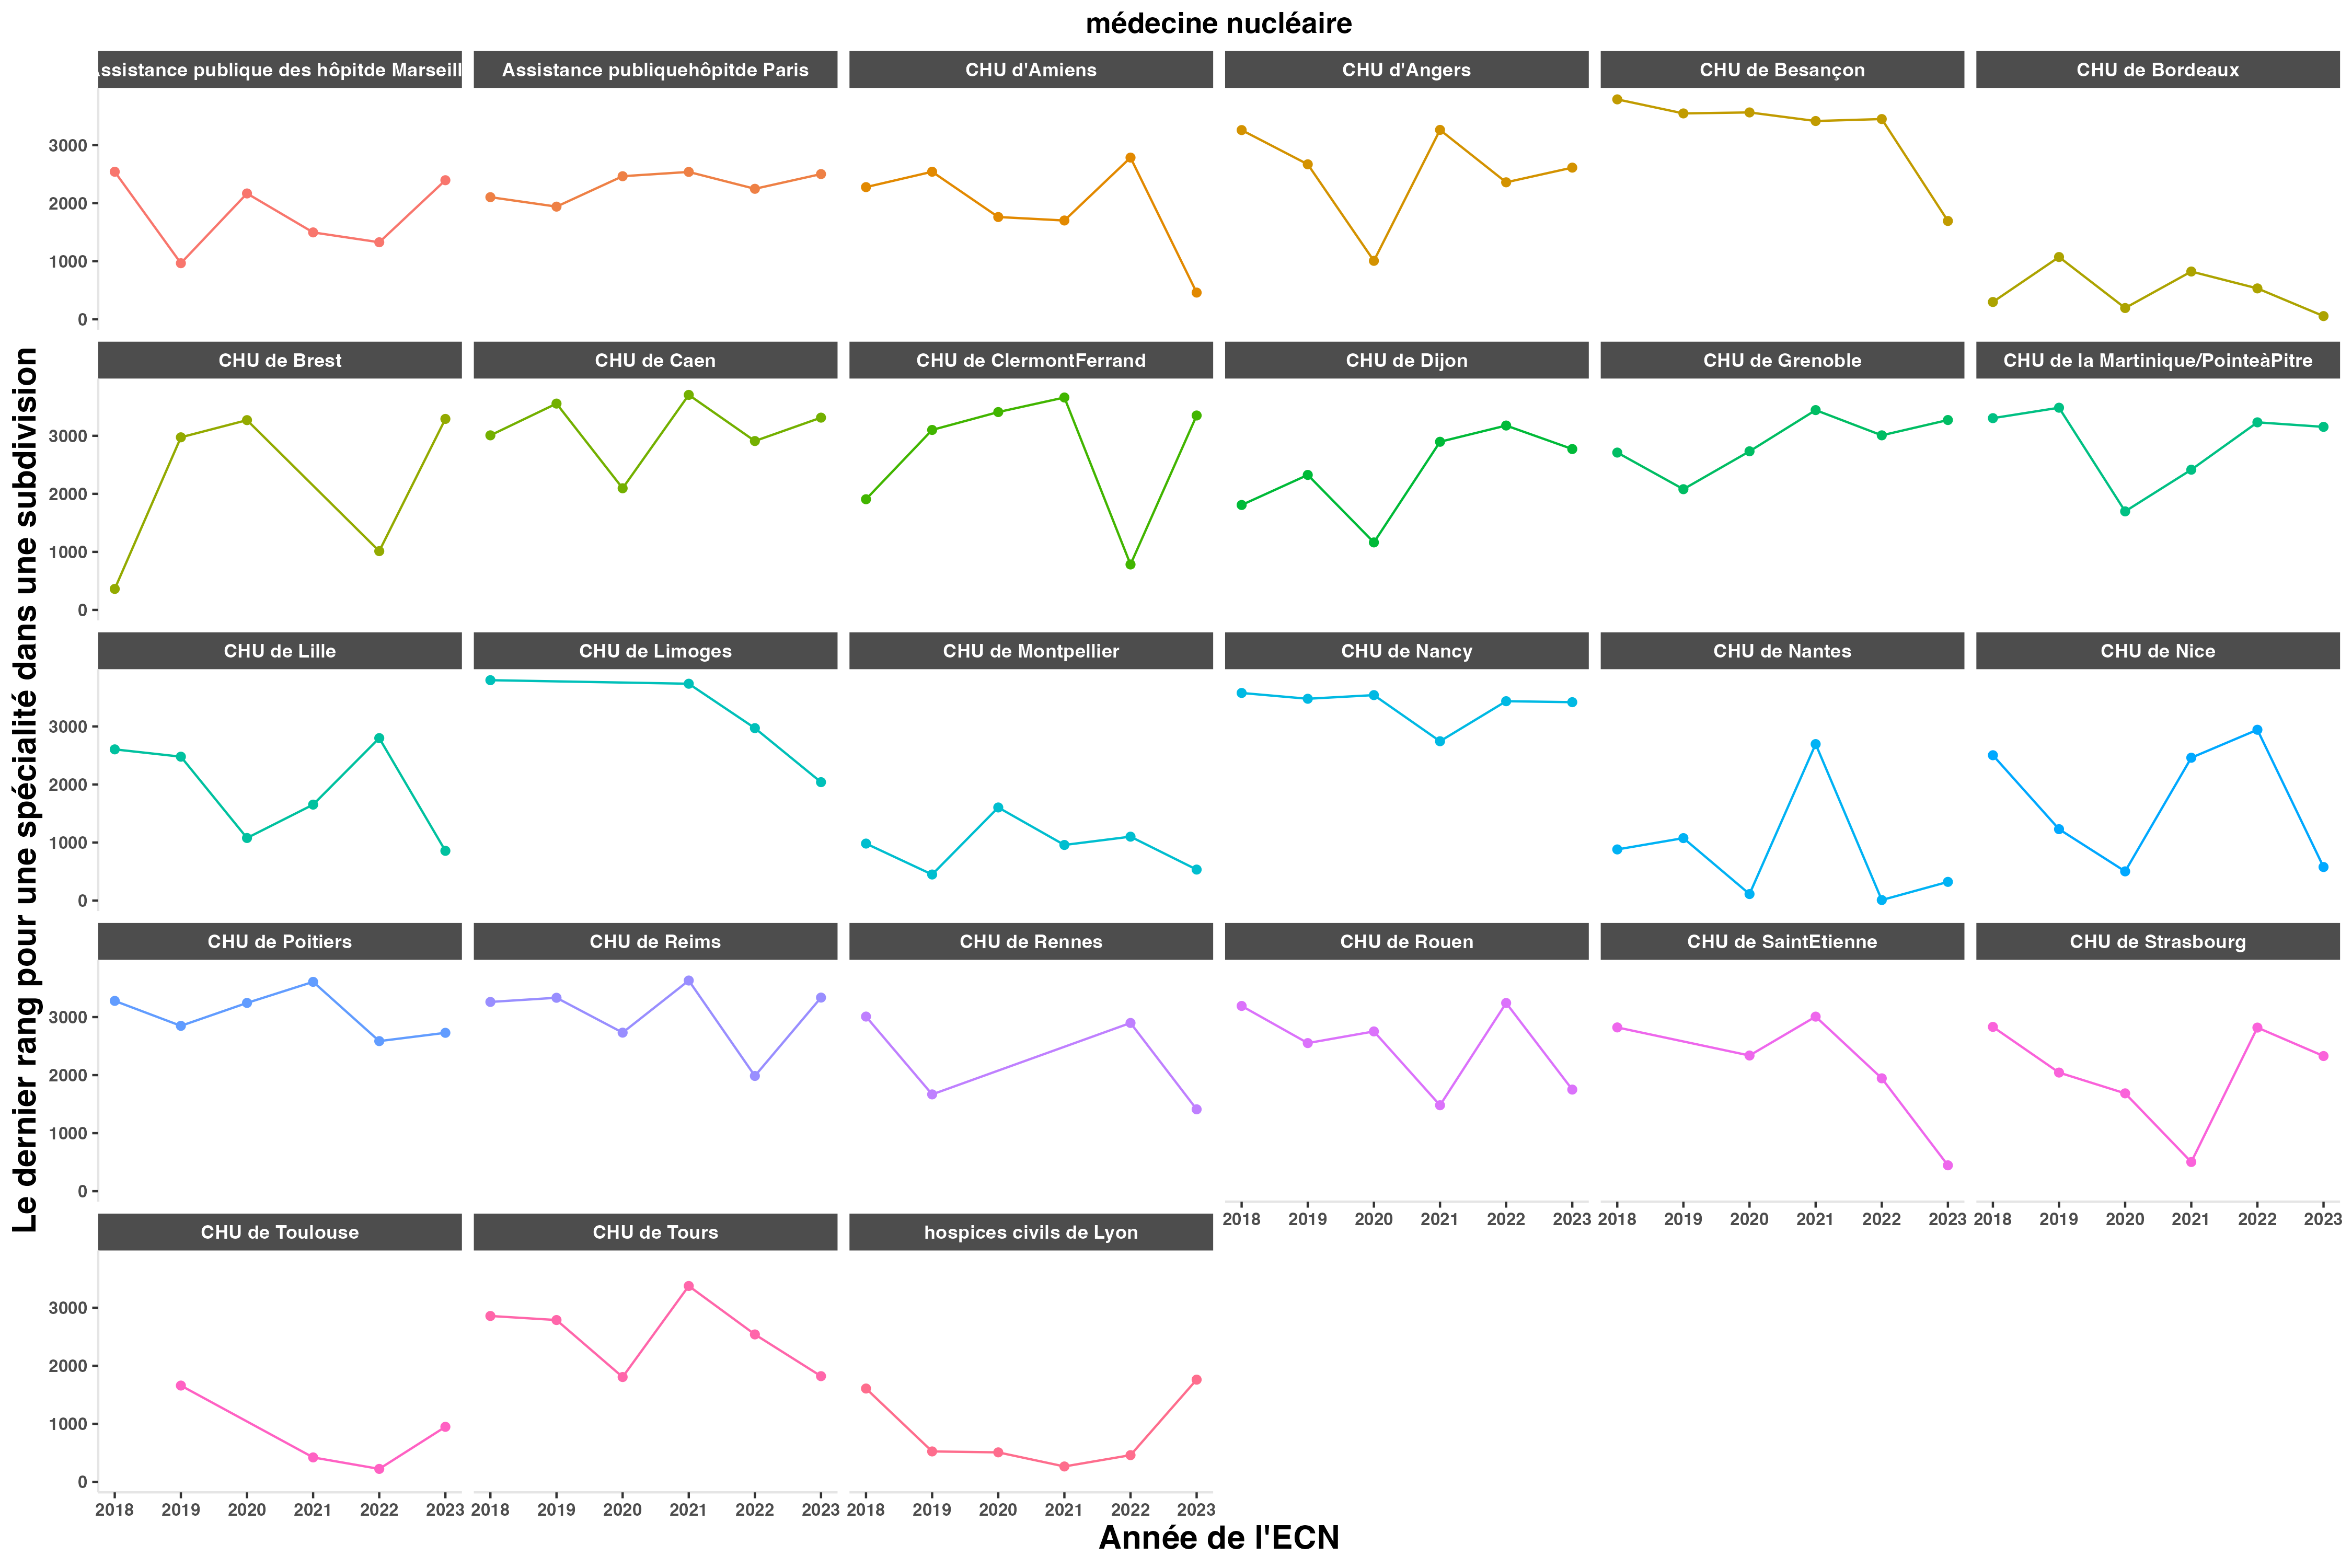 médecine nucléaire
ssistance publique des hôpitde Marseill
Assistance publiquehôpitde Paris
CHU d'Amiens
CHU d'Angers
CHU de Besançon
CHU de Bordeaux
3000
2000
1000
0
CHU de Brest
CHU de Caen
CHU de ClermontFerrand
CHU de Dijon
CHU de Grenoble
CHU de la Martinique/PointeàPitre
3000
2000
1000
0
CHU de Lille
CHU de Limoges
CHU de Montpellier
CHU de Nancy
CHU de Nantes
CHU de Nice
3000
2000
1000
0
CHU de Poitiers
CHU de Reims
CHU de Rennes
CHU de Rouen
CHU de SaintEtienne
CHU de Strasbourg
3000
2000
1000
0
2018 2019 2020 2021 2022 2023
2018 2019 2020 2021 2022 2023
2018 2019 2020 2021 2022 2023
CHU de Toulouse
CHU de Tours
hospices civils de Lyon
3000
2000
1000
0
2018 2019 2020 2021 2022 2023
2018 2019 2020 2021 2022 2023
2018 2019 2020 2021 2022 2023
Le dernier rang pour une spécialité dans une subdivision
Année de l'ECN